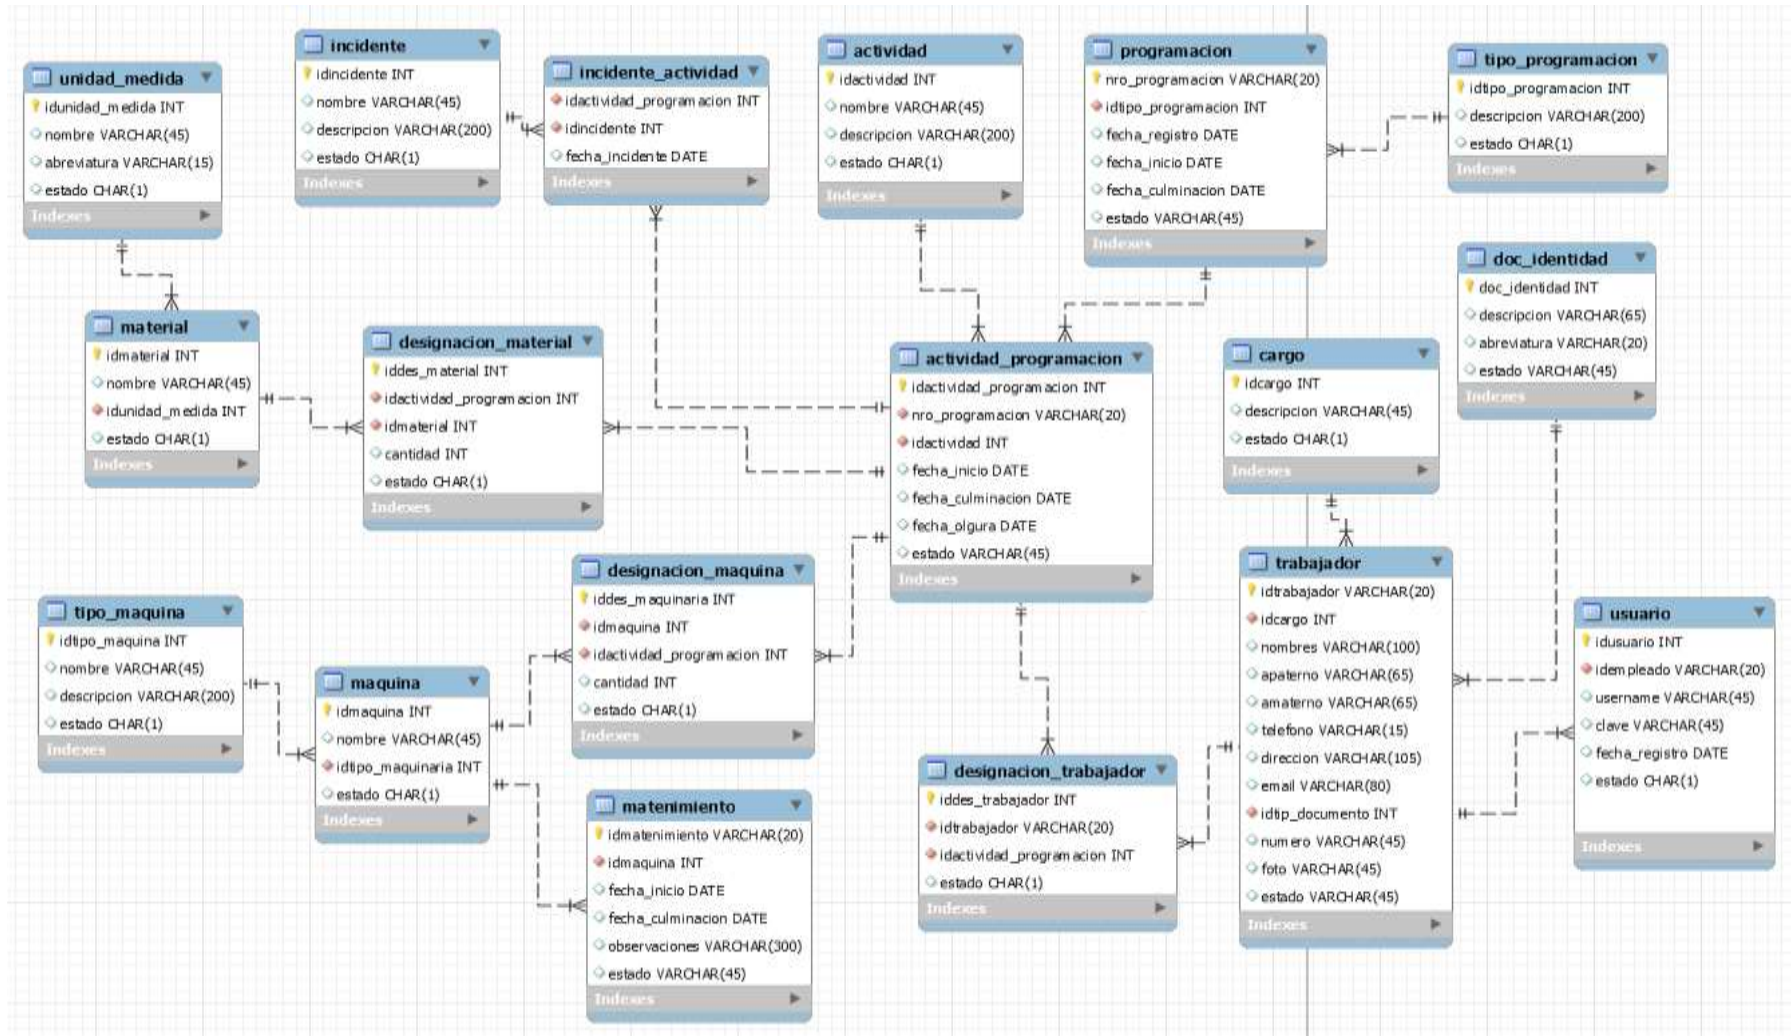 unidad_medida
idunidad_medida INT
nombre VARCHAR(45)
abreviatura VARCHAR(15)
estado CHAR(1)
Indexes
incidente
idincidente INT
nombre VARCHAR(45)
descripcion VARCHAR(200)
estado CHAR(1)
Indexes
incidente_actividad
idactividad_programacion INT
idincidente INT
fecha_incidente DATE
Indexes
actividad
idactividad INT
nombre VARCHAR(45)
descripcion VARCHAR(200)
estado CHAR(1)
Indexes
programacion
nro_programacion VARCHAR(20)
idtipo_programacion INT
fecha_registro DATE
fecha_inicio DATE
fecha_culminacion DATE
estado VARCHAR(45)
Indexes
tipo_programacion
idtipo_programacion INT
descripcion VARCHAR(200)
estado CHAR(1)
Indexes
material
idmaterial INT
nombre VARCHAR(45)
idunidad_medida INT
estado CHAR(1)
Indexes
designacion_material
iddes_material INT
idactividad_programacion INT
idmaterial INT
cantidad INT
estado CHAR(1)
Indexes
actividad_programacion
idactividad_programacion INT
nro_programacion VARCHAR(20)
idactividad INT
fecha_inicio DATE
fecha_culminacion DATE
fecha_olgura DATE
estado VARCHAR(45)
Indexes
cargo
idcargo INT
descripcion VARCHAR(45)
estado CHAR(1)
Indexes
doc_identidad
doc_identidad INT
descripcion VARCHAR(65)
abreviatura VARCHAR(20)
estado VARCHAR(45)
Indexes
tipo_maquina
idtipo_maquina INT
nombre VARCHAR(45)
descripcion VARCHAR(200)
estado CHAR(1)
Indexes
maquina
idmaquina INT
nombre VARCHAR(45)
idtipo_maquinaria INT
estado CHAR(1)
Indexes
designacion_maquina
iddes_maquinaria INT
idmaquina INT
idactividad_programacion INT
cantidad INT
estado CHAR(1)
Indexes
matenimiento
idmatenimiento VARCHAR(20)
idmaquina INT
fecha_inicio DATE
fecha_culminacion DATE
observaciones VARCHAR(300)
estado VARCHAR(45)
Indexes
designacion_trabajador
iddes_trabajador INT
idtrabajador VARCHAR(20)
idactividad_programacion INT
estado CHAR(1)
Indexes
trabajador
idtrabajador VARCHAR(20)
idcargo INT
nombres VARCHAR(100)
apaterno VARCHAR(65)
amaterno VARCHAR(65)
telefono VARCHAR(15)
direccion VARCHAR(105)
email VARCHAR(80)
idtip_documento INT
numero VARCHAR(45)
foto VARCHAR(45)
estado VARCHAR(45)
Indexes
usuario
idusuario INT
idempleado VARCHAR(20)
username VARCHAR(45)
clave VARCHAR(45)
fecha_registro DATE
estado CHAR(1)
Indexes